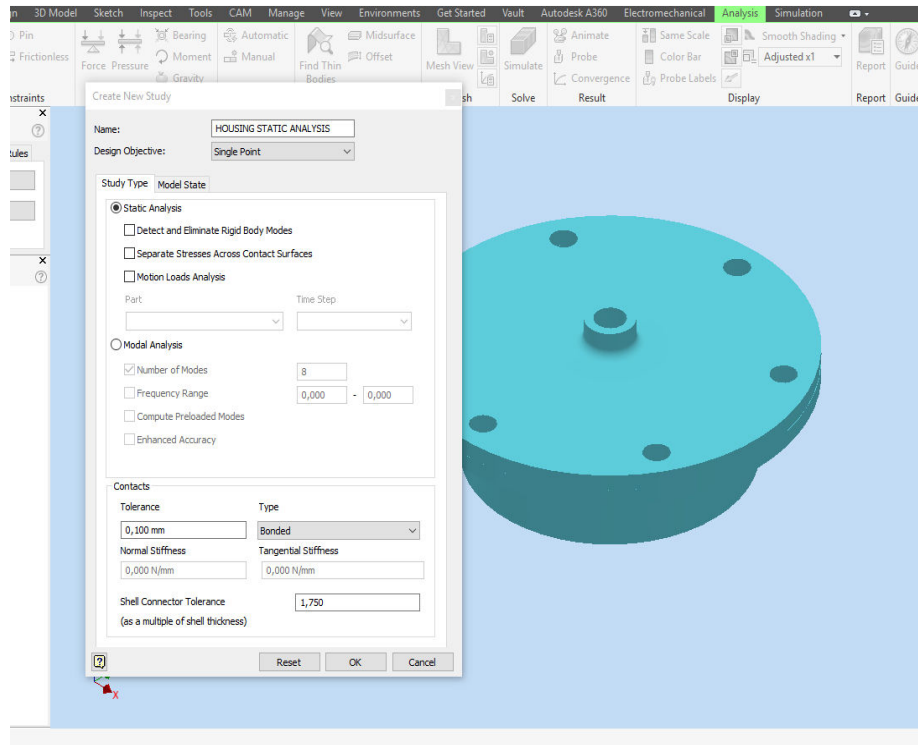 gn 3D Model Sketch Inspect Tools CAM Manage View Environments Get Started Vault Autodesk A360 Electromechanical Analysis Simulation
Pin Bearing Automatic Midsurface Animate Same Scale Smooth Shading
Frictionless Force Pressure Moment Manual Find Thin Bodies Offset Mesh View Simulate Probe Color Bar Adjusted x1 Report Guide
Gravity Convergence Probe Labels
nstraints sh Solve Result Display Report Guide
Rules
Create New Study
Name: HOUSING STATIC ANALYSIS
Design Objective: Single Point
Study Type Model State
Static Analysis
Detect and Eliminate Rigid Body Modes
Separate Stresses Across Contact Surfaces
Motion Loads Analysis
Part Time Step
Modal Analysis
Number of Modes 8
Frequency Range 0,000 - 0,000
Compute Preloaded Modes
Enhanced Accuracy
Contacts
Tolerance Type
0,100 mm Bonded
Normal Stiffness Tangential Stiffness
0,000 N/mm 0,000 N/mm
Shell Connector Tolerance 1,750
(as a multiple of shell thickness)
Reset OK Cancel
X